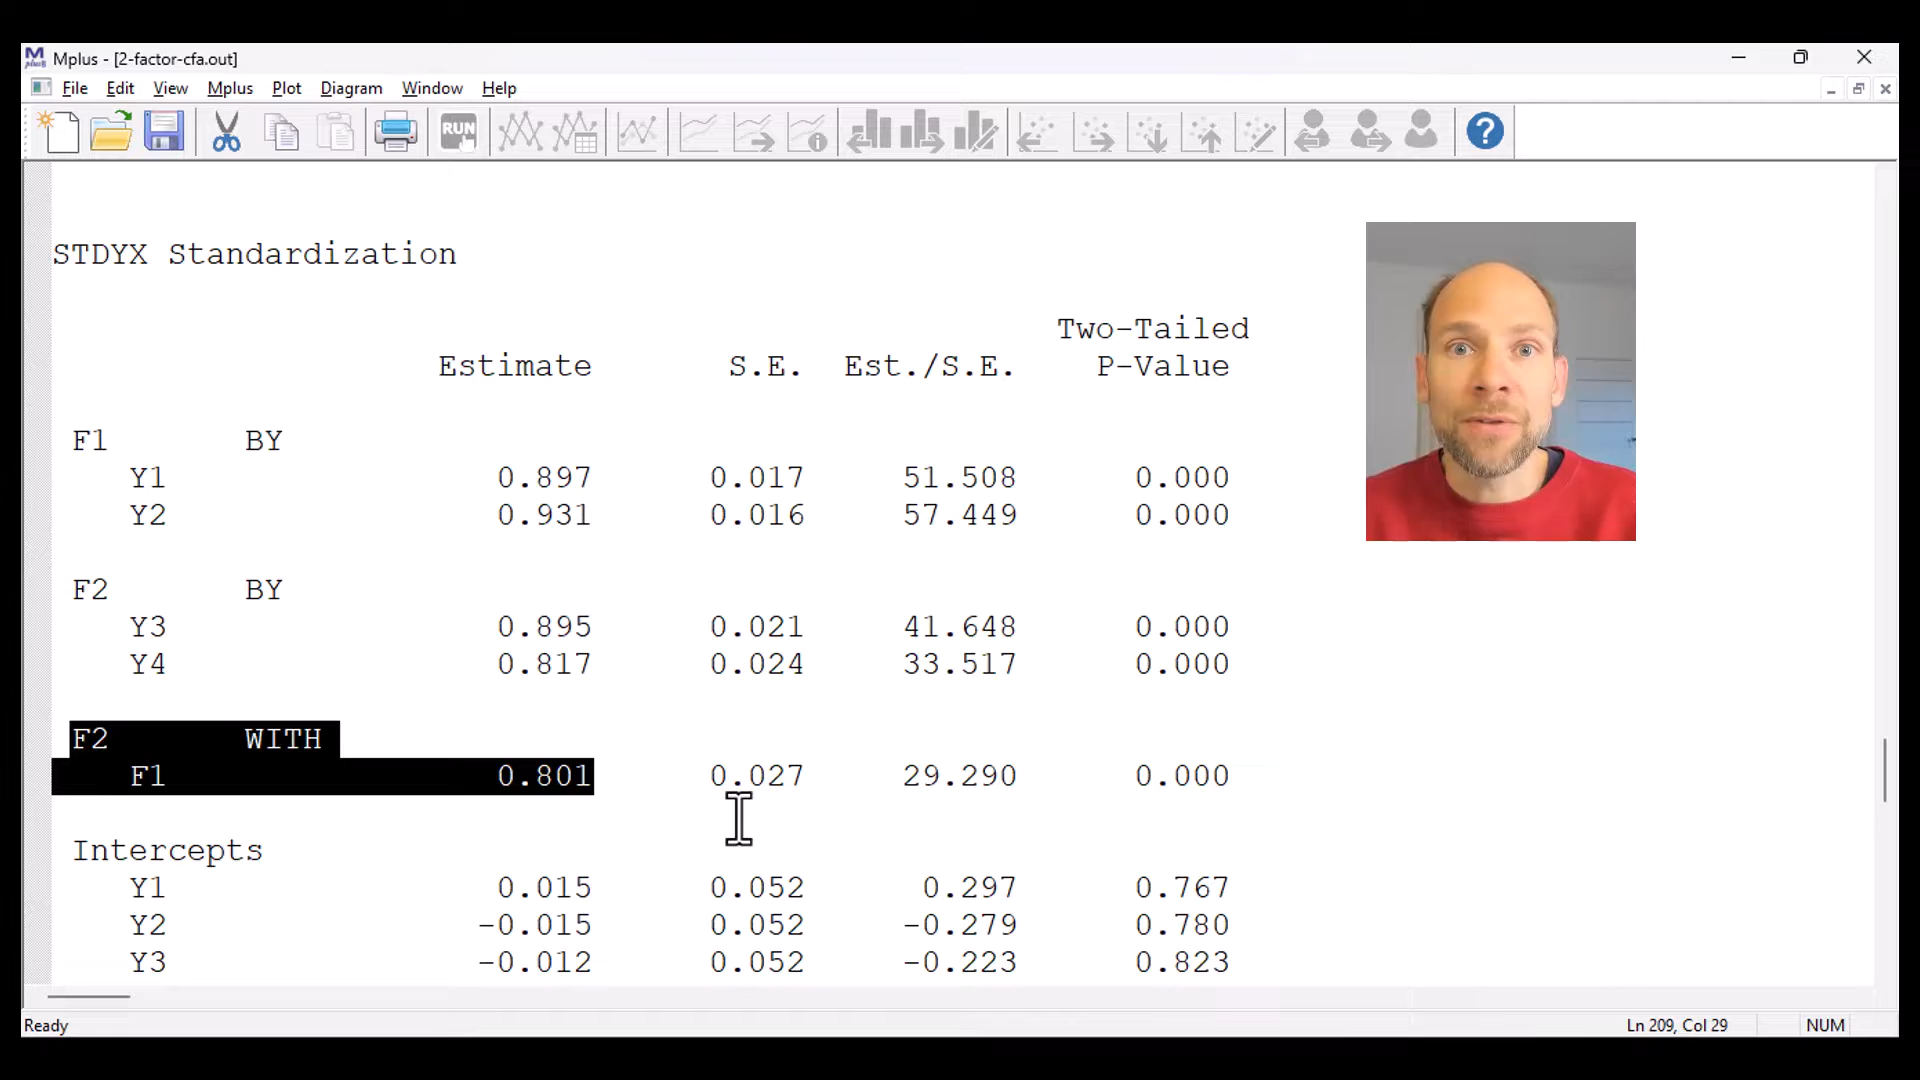 Mplus - [2-factor-cfa.out]
File Edit View Mplus Plot Diagram Window Help
RUN
STDYX Standardization
Two-Tailed
Estimate S.E. Est./S.E. P-Value
F1 BY
Y1 0.897 0.017 51.508 0.000
Y2 0.931 0.016 57.449 0.000
F2 BY
Y3 0.895 0.021 41.648 0.000
Y4 0.817 0.024 33.517 0.000
F2 WITH
F1 0.801 0.027 29.290 0.000
Intercepts
Y1 0.015 0.052 0.297 0.767
Y2 -0.015 0.052 -0.279 0.780
Y3 -0.012 0.052 -0.223 0.823
Ready Ln 209, Col 29 NUM